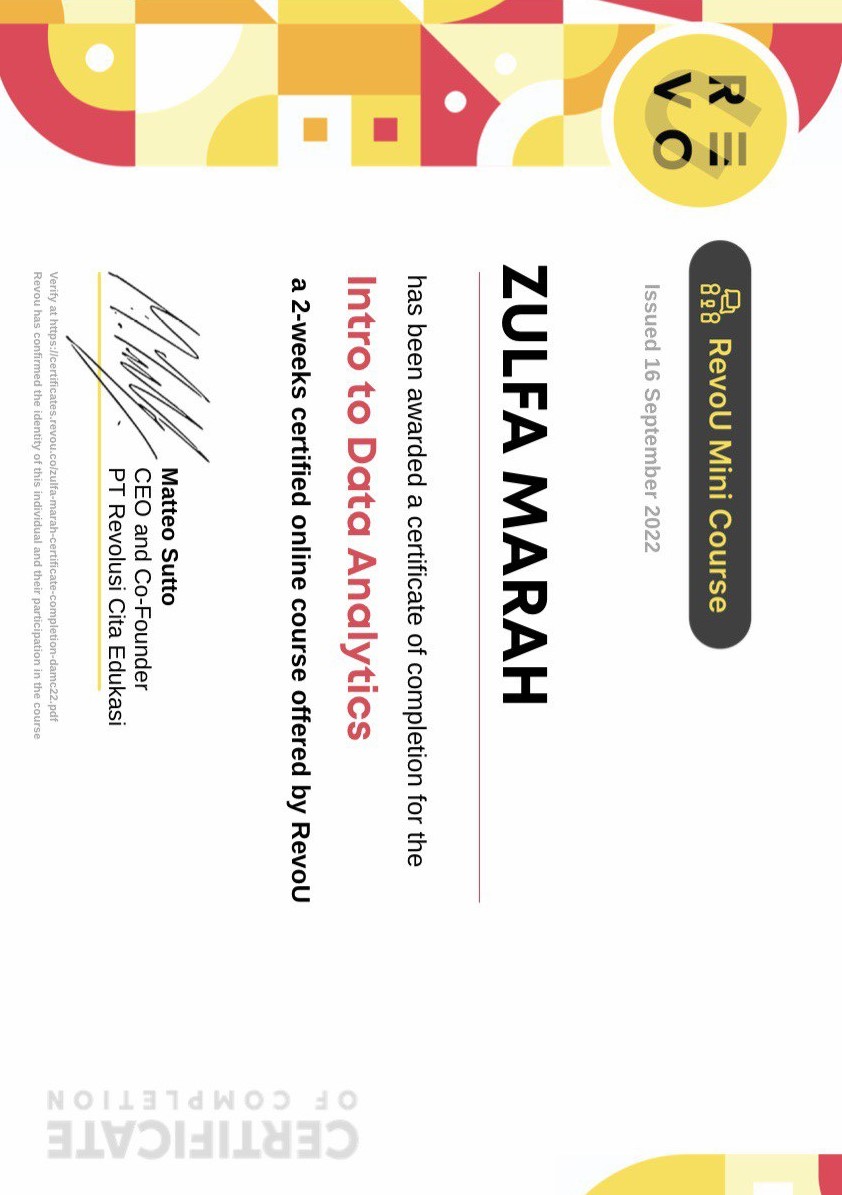 RE
VO
RevoU Mini Course
Issued 16 September 2022
ZULFA MARAH
has been awarded a certificate of completion for the
Intro to Data Analytics
a 2-weeks certified online course offered by RevoU
Matteo Sutto
CEO and Co-Founder
PT Revolusi Cita Edukasi
Verify at https://certificates.revou.co/zulfa-marah-certificate-completion-damc22.pdf
Revou has confirmed the identity of this individual and their participation in the course
CERTIFICATE
OF COMPLETION